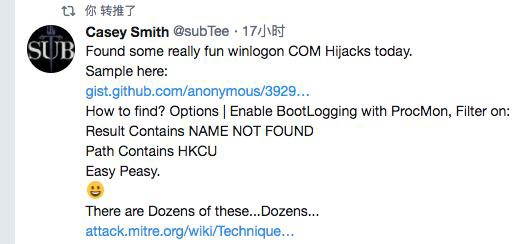 你 转推了
Casey Smith @subTee · 17小时
SUB
Found some really fun winlogon COM Hijacks today.
Sample here:
gist.github.com/anonymous/3929…
How to find? Options | Enable BootLogging with ProcMon, Filter on:
Result Contains NAME NOT FOUND
Path Contains HKCU
Easy Peasy.
😀
There are Dozens of these...Dozens...
attack.mitre.org/wiki/Technique…